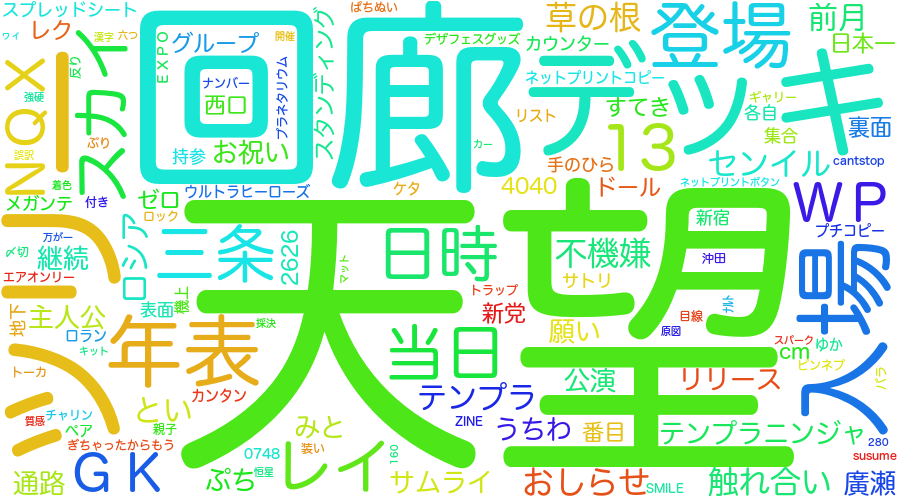 スプレッドシート
ワイ
レク
漢字
六つ
スカイ
反り
NQX
強硬
誤訳
ぷり
着色
EXPO
グループ
開催
回廊
ナンバー
西口
プラネタリウム
持参
お祝い
スタンディング
ぱちぬい
デザフェスグッズ
カウンター
ネットプリントコピー
草の根
登場
前月
日本一
デッキ
リスト
すてき
13
ギャリー
各自
集合
裏面
カー
手のひら
センイル
cantstop
4040
ドール
ネットプリントボタン
メガンテ
付き
ゼロ
ロック
ウルトラヒーローズ
ケタ
WP
プチコピー
新宿
沖田
ツリー
万が一
〆切
継続
ロシア
三条
2626
天望
マット
日時
トラップ
不機嫌
サトリ
新党
入場
エアオンリー
地下
主人公
表面
機上
採決
年表
当日
願い
目線
原図
ロラン
キット
トーカ
カンタン
スパーク
cm
ゆか
ピンネプ
バラ
テンプラ
公演
リリース
質感
チャリン
ペア
とい
親子
みと
装い
ZINE
うちわ
番目
テンプラニンジャ
280
susume
ぎちゃったからもう
通路
GK
ぷち
0748
恒星
レイ
160
サムライ
おしらせ
SMILE
触れ合い
廣瀬